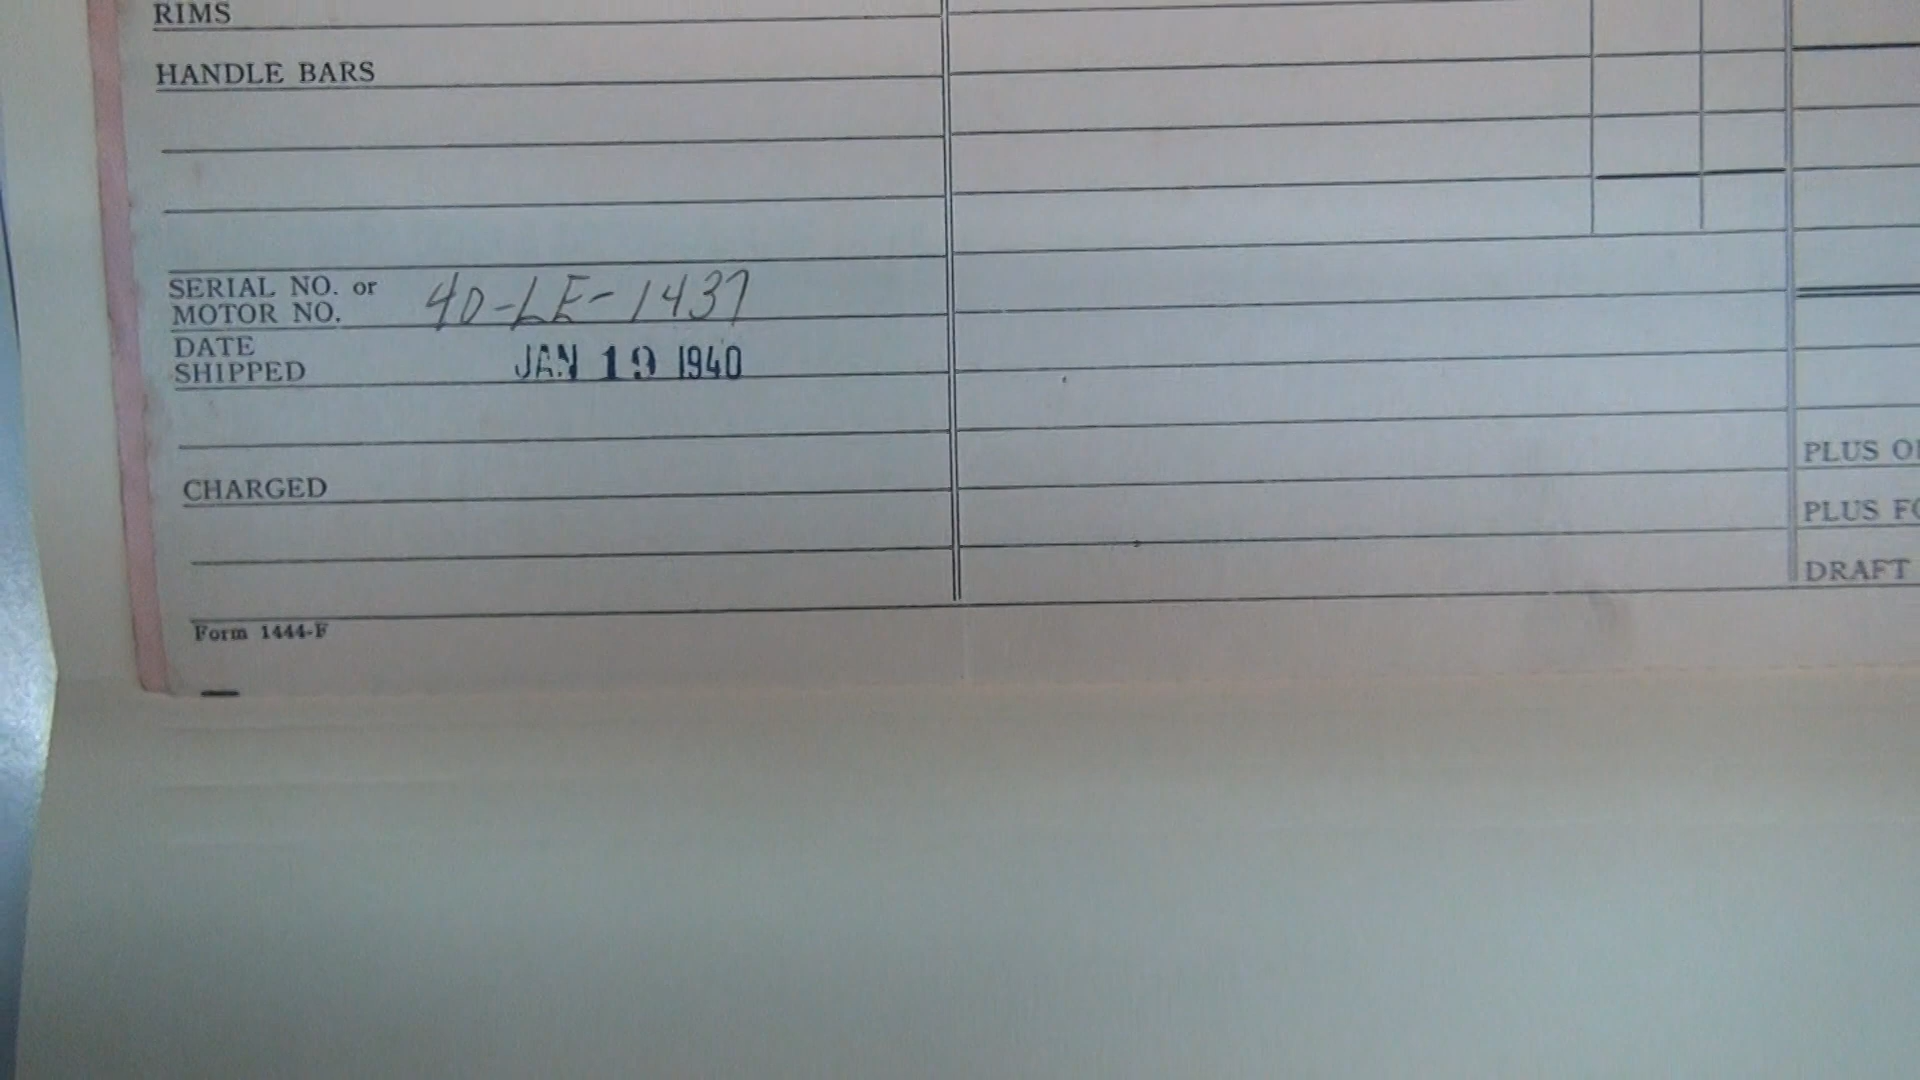 RIMS
HANDLE BARS
SERIAL NO. or
MOTOR NO. 40-LE-1437
DATE
SHIPPED JAN 19 1940
CHARGED
PLUS
PLUS
DRAFT
Form 1444-F